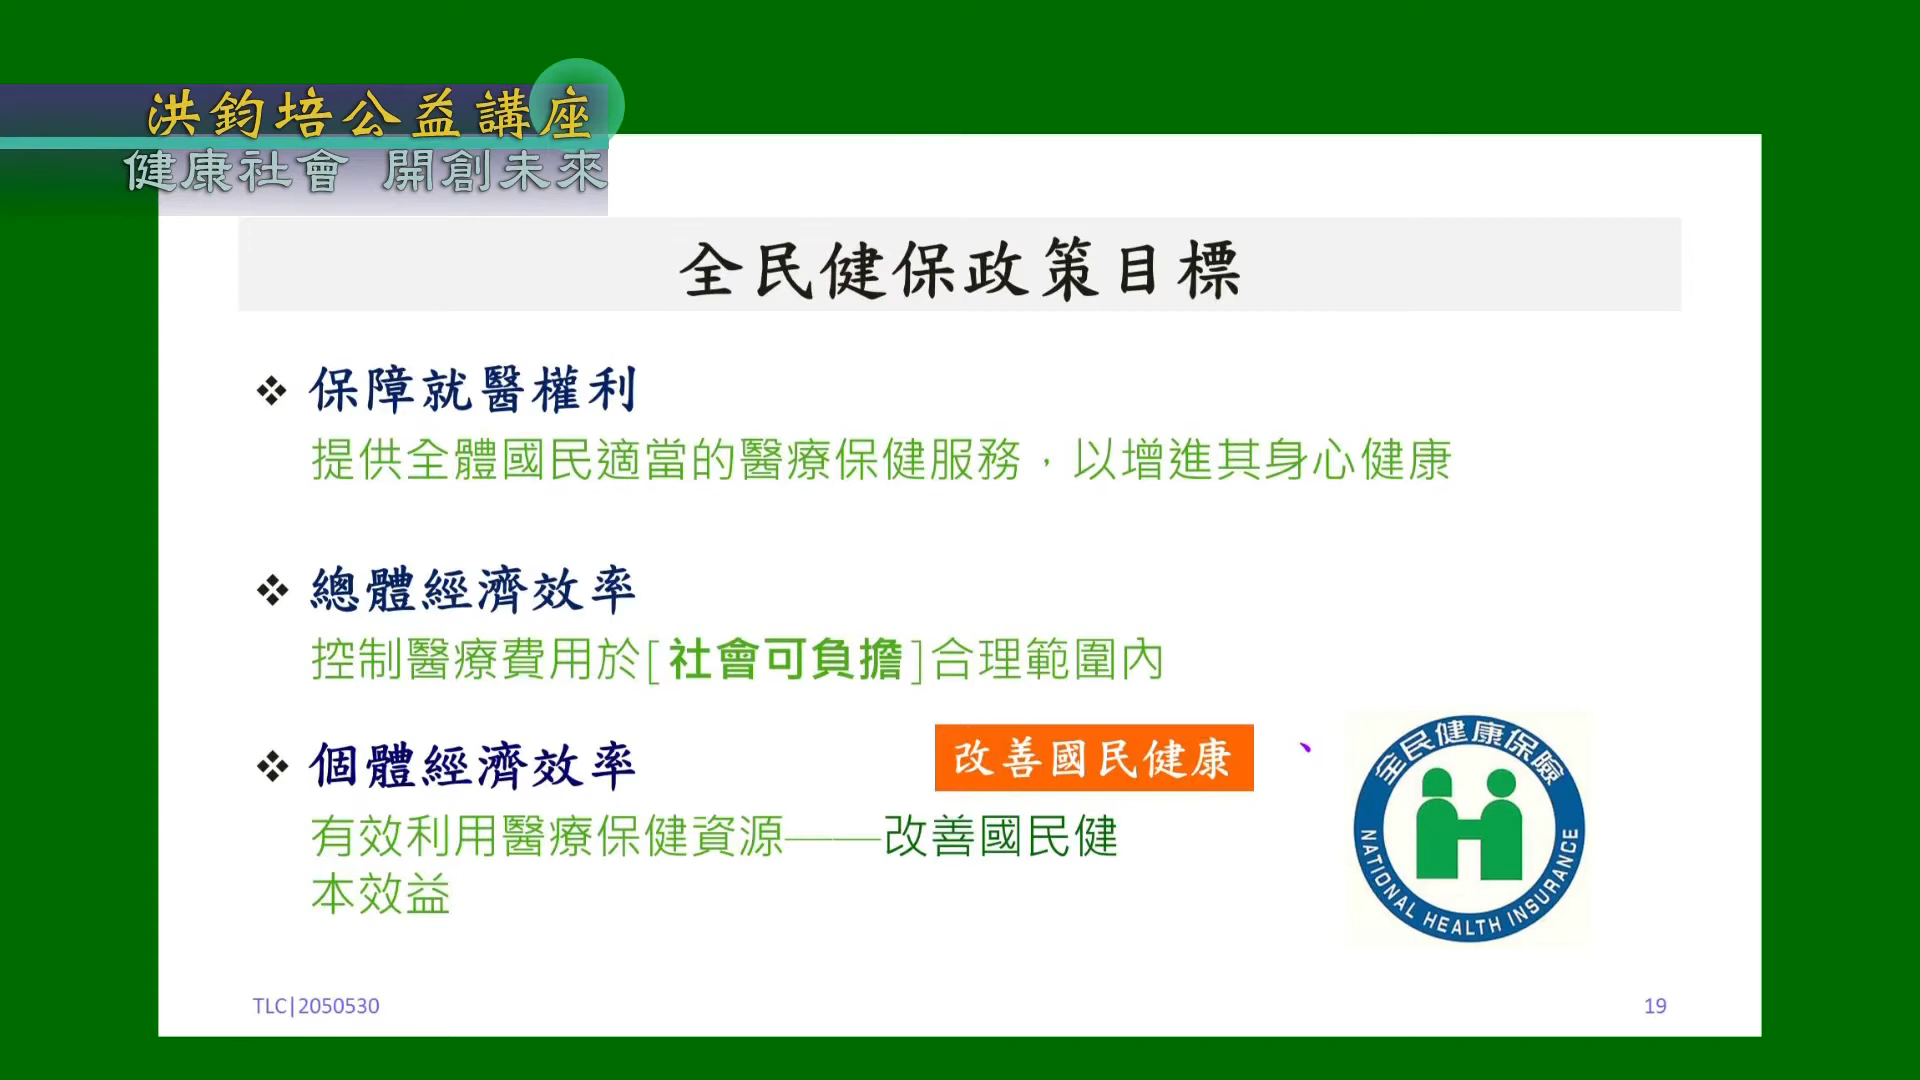 洪鈞培公益講座
健康社會 開創未來
全民健保政策目標
❖ 保障就醫權利
提供全體國民適當的醫療保健服務，以增進其身心健康
❖ 總體經濟效率
控制醫療費用於[社會可負擔]合理範圍內
❖ 個體經濟效率
改善國民健康
、
有效利用醫療保健資源——改善國民健
本效益
全民健康保險
NATIONAL HEALTH INSURANCE
TLC|2050530
19